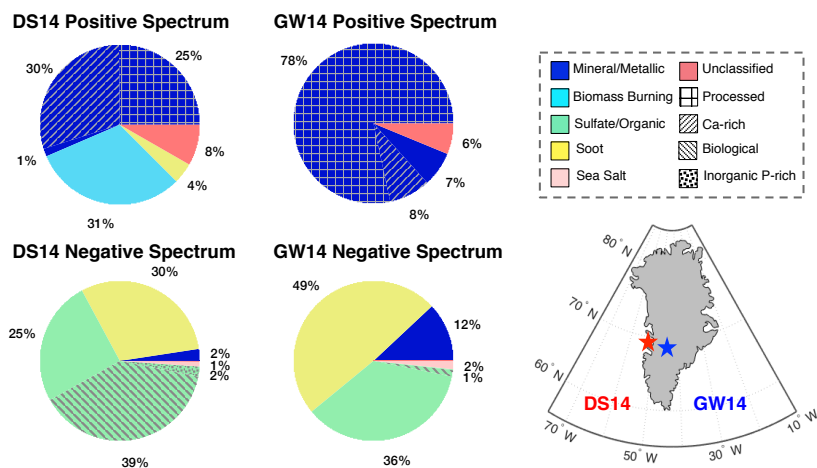 DS14 Positive Spectrum
30%
25%
1%
8%
4%
31%
GW14 Positive Spectrum
78%
6%
7%
8%
Mineral/Metallic
Unclassified
Biomass Burning
Processed
Sulfate/Organic
Ca-rich
Soot
Biological
Sea Salt
Inorganic P-rich
DS14 Negative Spectrum
30%
25%
2%
1%
2%
39%
GW14 Negative Spectrum
49%
12%
2%
1%
36%
80° N
70° N
60° N
DS14
GW14
70° W
50° W
30° W
10° W